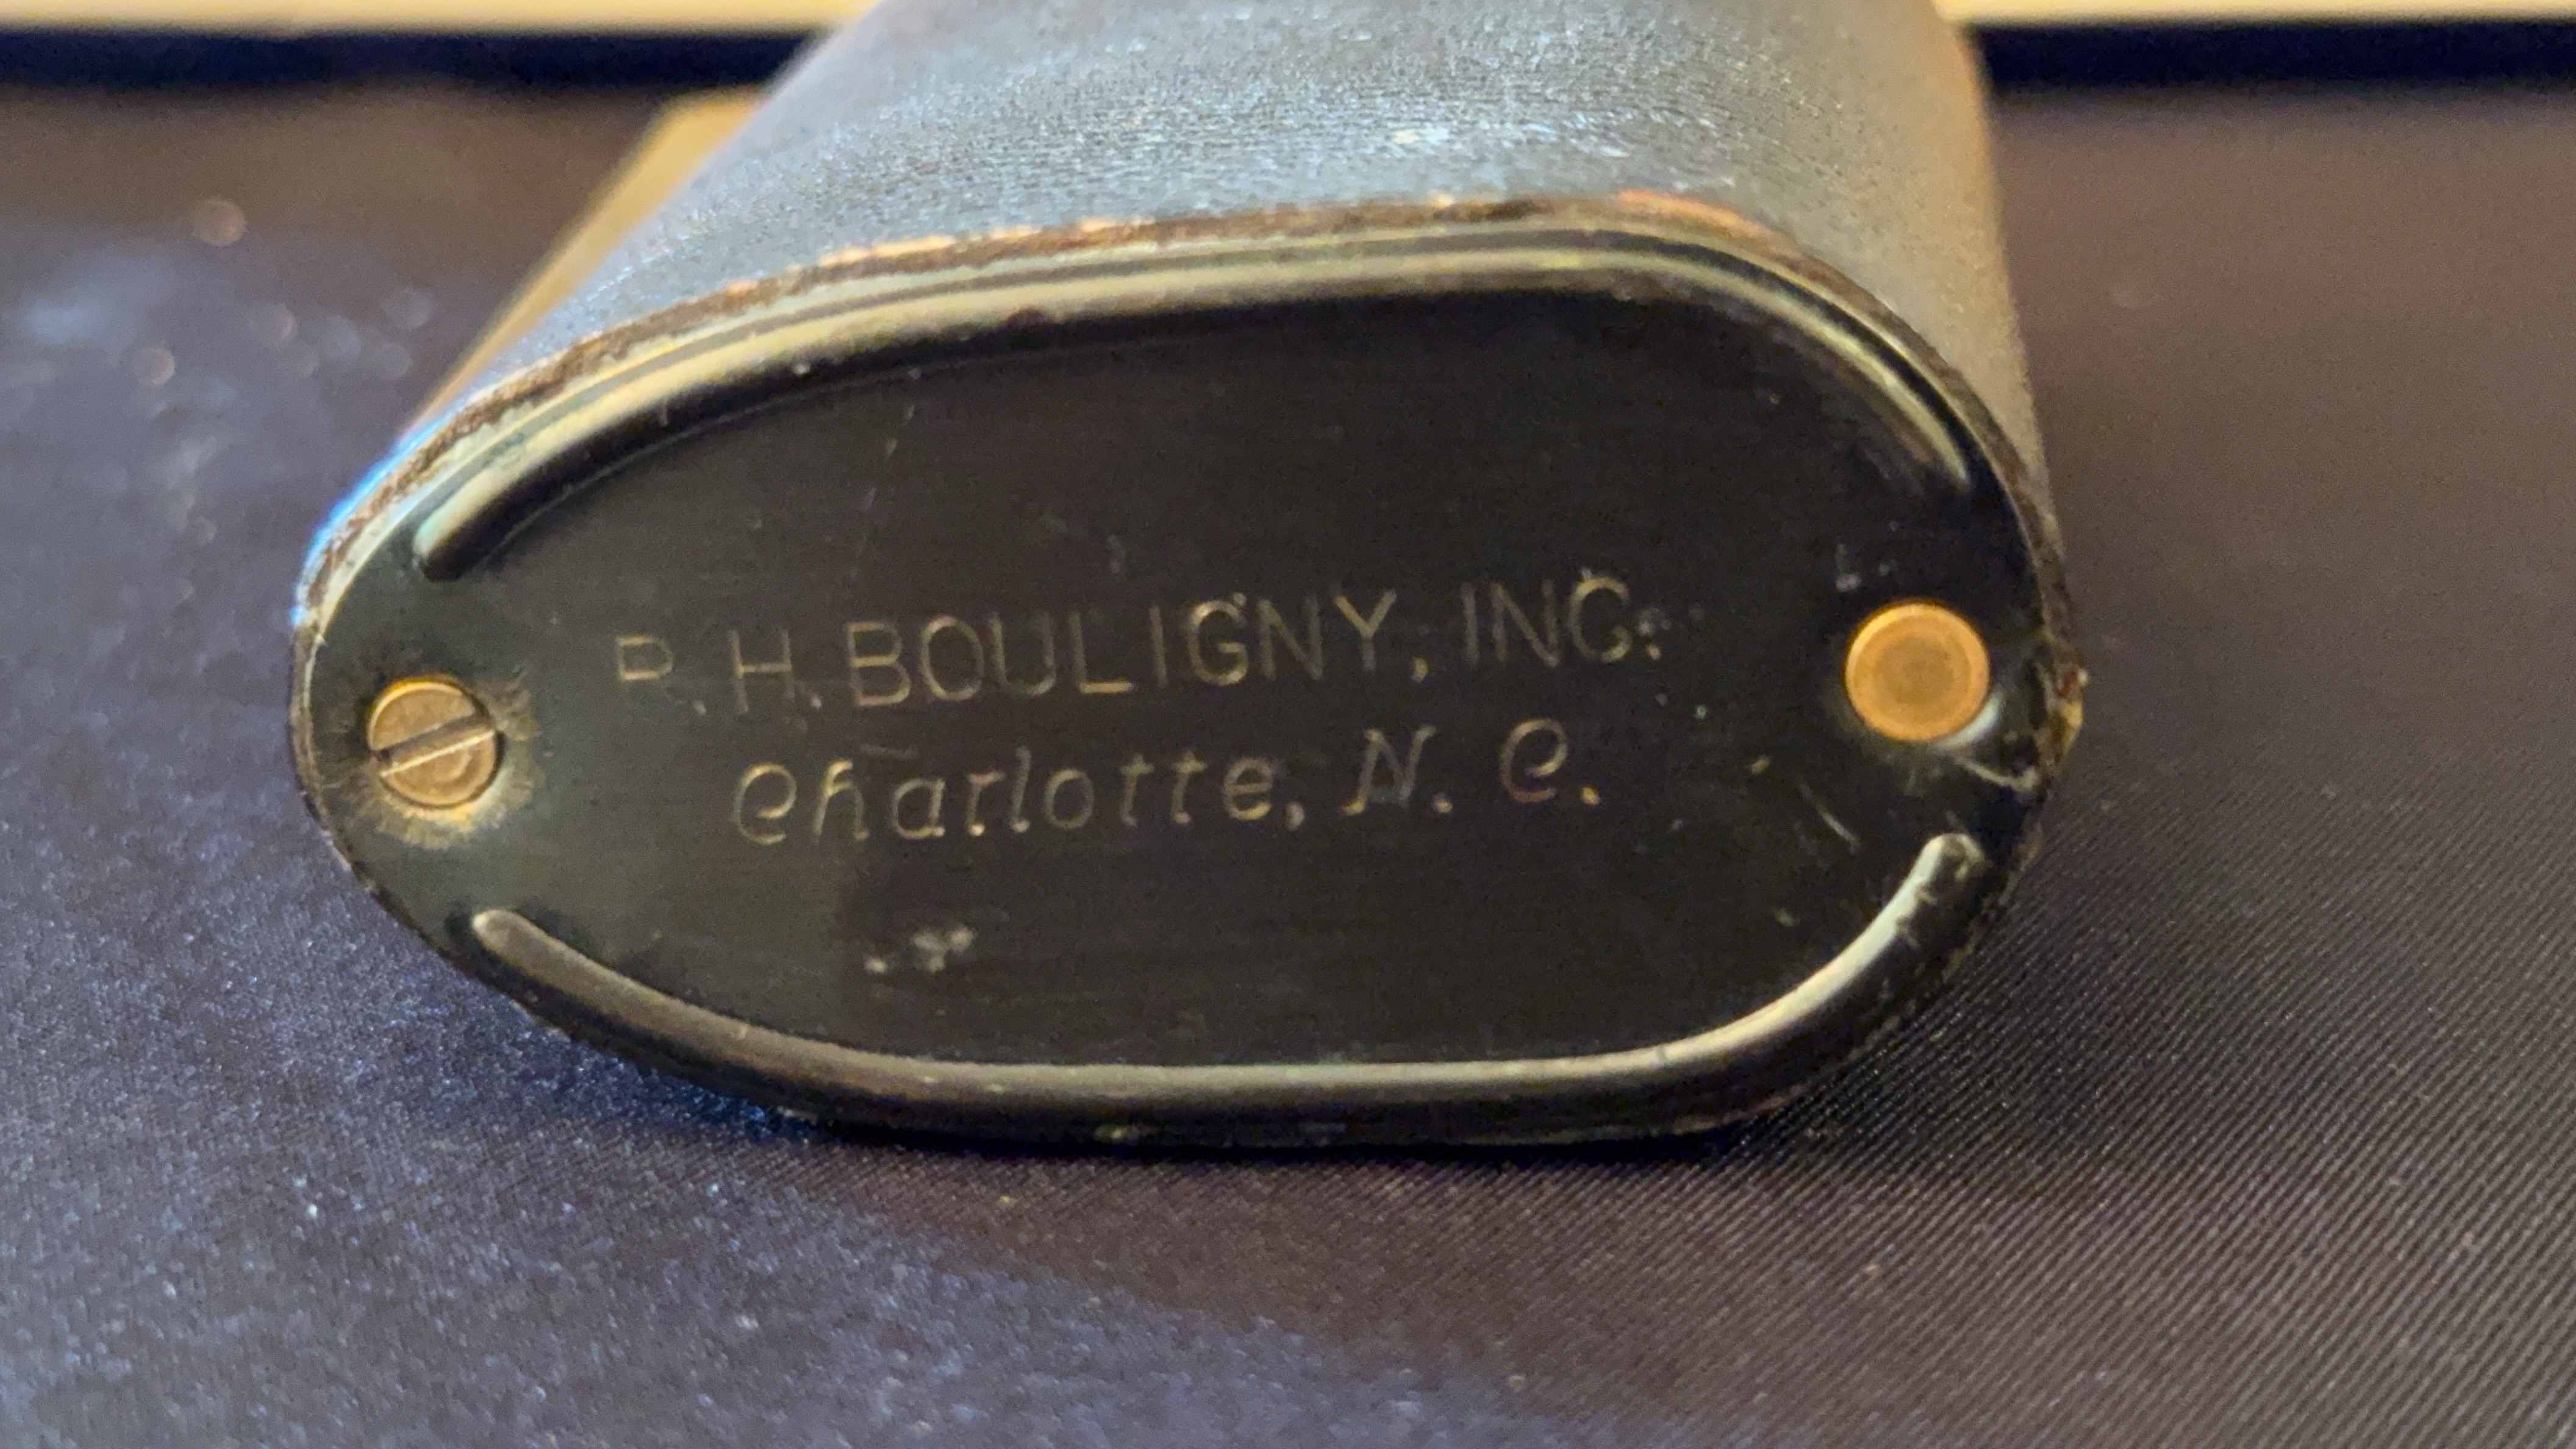 R. H. BOULIGNY, INC.
Charlotte, N. C.